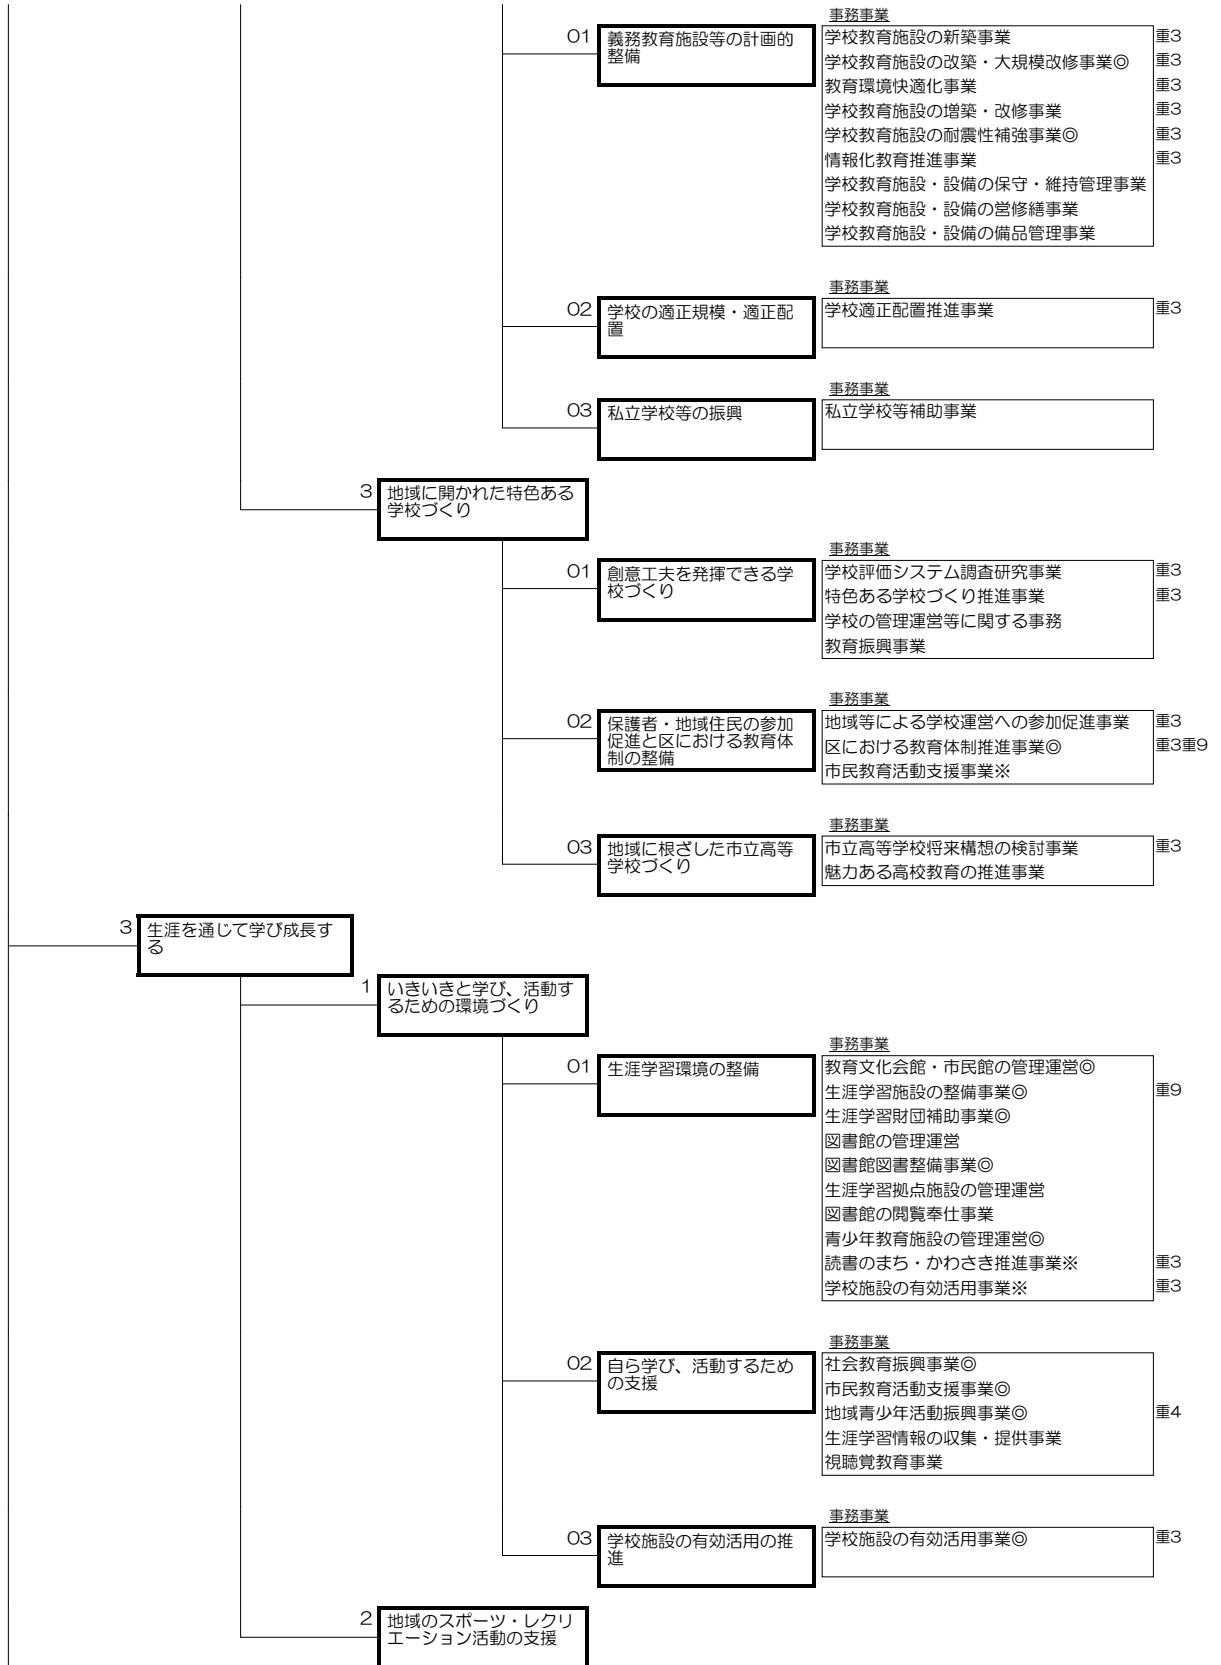 事務事業
01 義務教育施設等の計画的
整備
学校教育施設の新築事業 重3
学校教育施設の改築・大規模改修事業◎ 重3
教育環境快適化事業 重3
学校教育施設の増築・改修事業 重3
学校教育施設の耐震性補強事業◎ 重3
情報化教育推進事業 重3
学校教育施設・設備の保守・維持管理事業
学校教育施設・設備の営修繕事業
学校教育施設・設備の備品管理事業
事務事業
02 学校の適正規模・適正配
置
学校適正配置推進事業 重3
事務事業
03 私立学校等の振興
私立学校等補助事業
3 地域に開かれた特色ある
学校づくり
事務事業
01 創意工夫を発揮できる学
校づくり
学校評価システム調査研究事業 重3
特色ある学校づくり推進事業 重3
学校の管理運営等に関する事務
教育振興事業
事務事業
02 保護者・地域住民の参加
促進と区における教育体
制の整備
地域等による学校運営への参加促進事業 重3
区における教育体制推進事業◎ 重3重9
市民教育活動支援事業※
事務事業
03 地域に根ざした市立高等
学校づくり
市立高等学校将来構想の検討事業 重3
魅力ある高校教育の推進事業
3 生涯を通じて学び成長す
る
1 いきいきと学び、活動す
るための環境づくり
事務事業
01 生涯学習環境の整備
教育文化会館・市民館の管理運営◎
生涯学習施設の整備事業◎ 重9
生涯学習財団補助事業◎
図書館の管理運営
図書館図書整備事業◎
生涯学習拠点施設の管理運営
図書館の閲覧奉仕事業
青少年教育施設の管理運営◎
読書のまち・かわさき推進事業※ 重3
学校施設の有効活用事業※ 重3
事務事業
02 自ら学び、活動するため
の支援
社会教育振興事業◎
市民教育活動支援事業◎
地域青少年活動振興事業◎ 重4
生涯学習情報の収集・提供事業
視聴覚教育事業
事務事業
03 学校施設の有効活用の推
進
学校施設の有効活用事業◎ 重3
2 地域のスポーツ・レクリ
エーション活動の支援